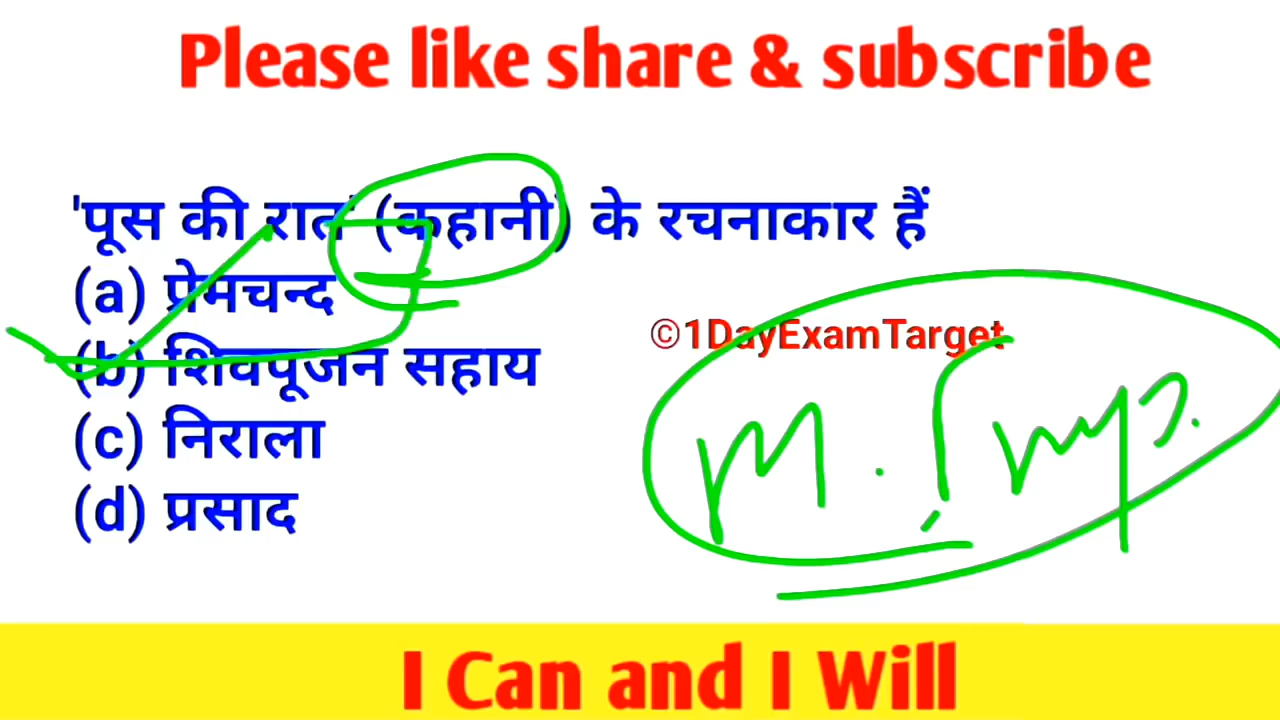 Please like share & subscribe
'पूस की रात' (कहानी) के रचनाकार हैं
(a) प्रेमचन्द
©1DayExamTarget
(b) शिवपूजन सहाय
(c) निराला
(d) प्रसाद
I Can and I Will